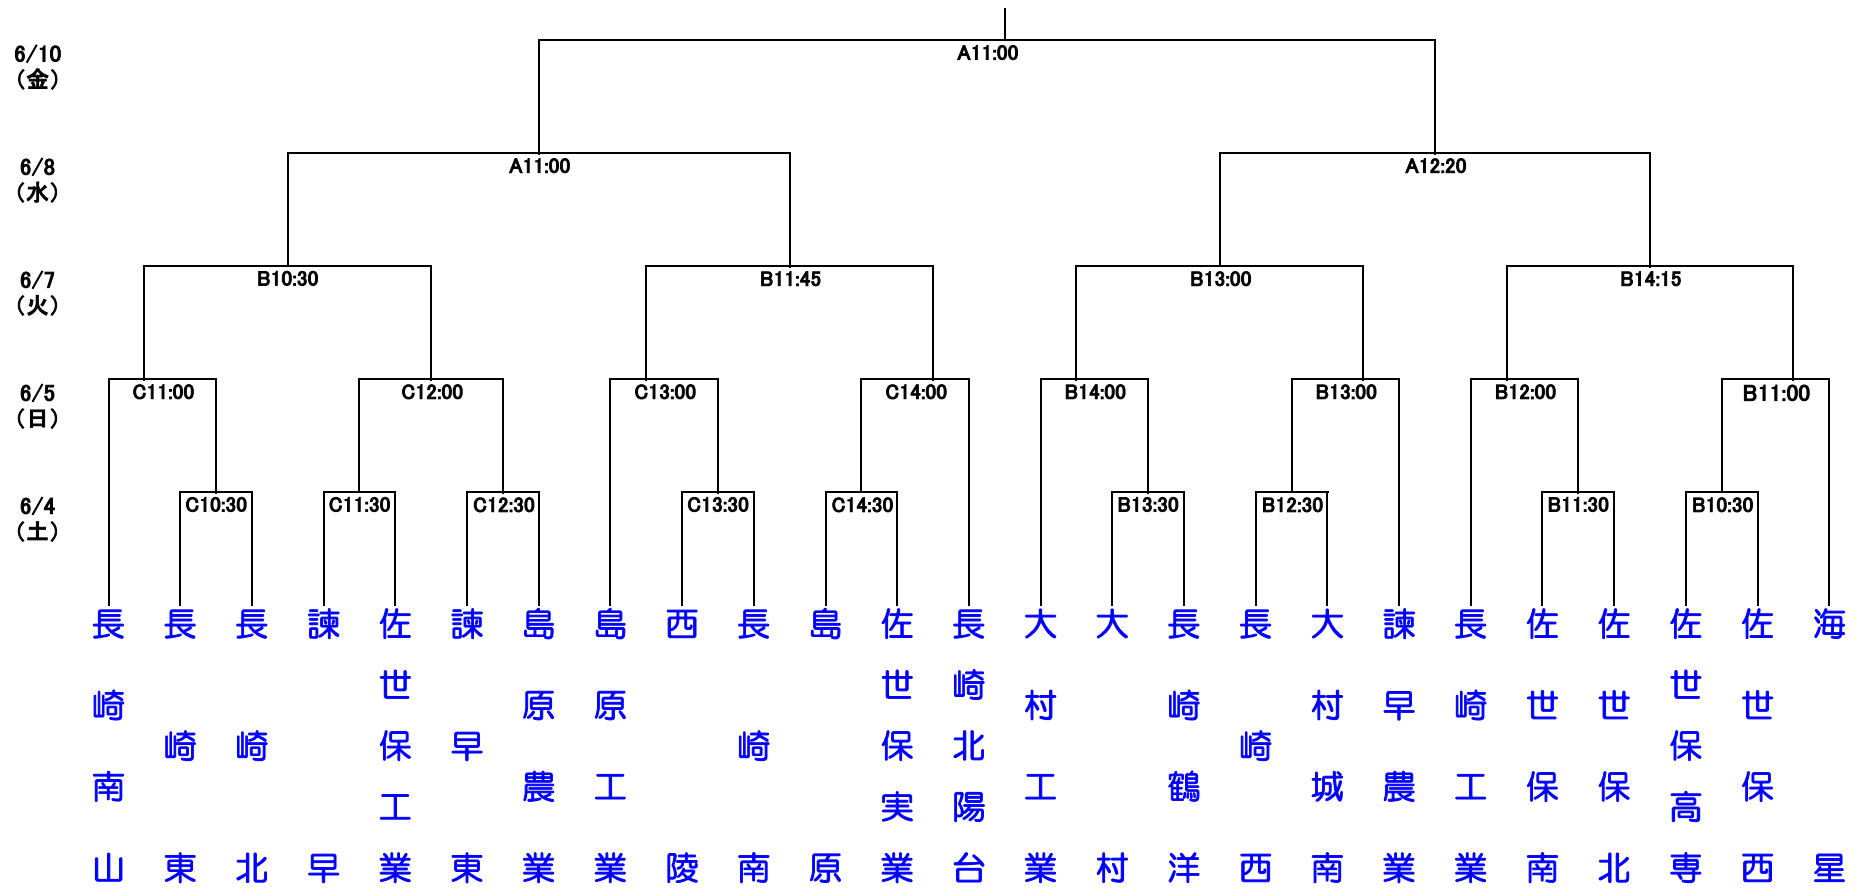 A11:00
6/10
（金）
A11:00
A12:20
6/8
（水）
B10:30
B11:45
B13:00
B14:15
6/7
（火）
C11:00
C12:00
C13:00
C14:00
B14:00
B13:00
B12:00
B11:00
6/5
（日）
C10:30
C11:30
C12:30
C13:30
C14:30
B13:30
B12:30
B11:30
B10:30
6/4
（土）
長崎南山
長崎東
長崎北
諫早
佐世保工業
諫早東
島原農業
島原工業
西陵
長崎南
島原
佐世保実業
長崎北陽台
大村工業
大村
長崎鶴洋
長崎西
大村城南
諫早農業
長崎工業
佐世保南
佐世保北
佐世保高専
佐世保西
海星